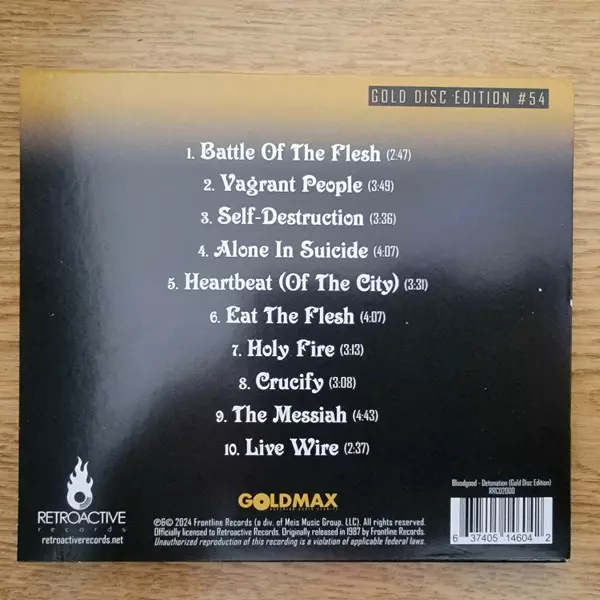 GOLD DISC EDITION #54
1. Battle Of The Flesh (2:47)
2. Vagrant People (3:49)
3. Self-Destruction (3:36)
4. Alone In Suicide (4:07)
5. Heartbeat (Of The City) (3:31)
6. Eat The Flesh (4:07)
7. Holy Fire (3:13)
8. Crucify (3:08)
9. The Messiah (4:43)
10. Live Wire (2:37)
Bloodgood - Detonation (Gold Disc Edition)
RRCD20GD
GOLDMAX
RETROACTIVE
records
retroactiverecords.net
℗&© 2024 Frontline Records (a div. of Meis Music Group, LLC). All rights reserved.
Officially licensed to Retroactive Records. Originally released in 1987 by Frontline Records.
Unauthorized reproduction of this recording is a violation of applicable federal laws.
6 37405 14604 2